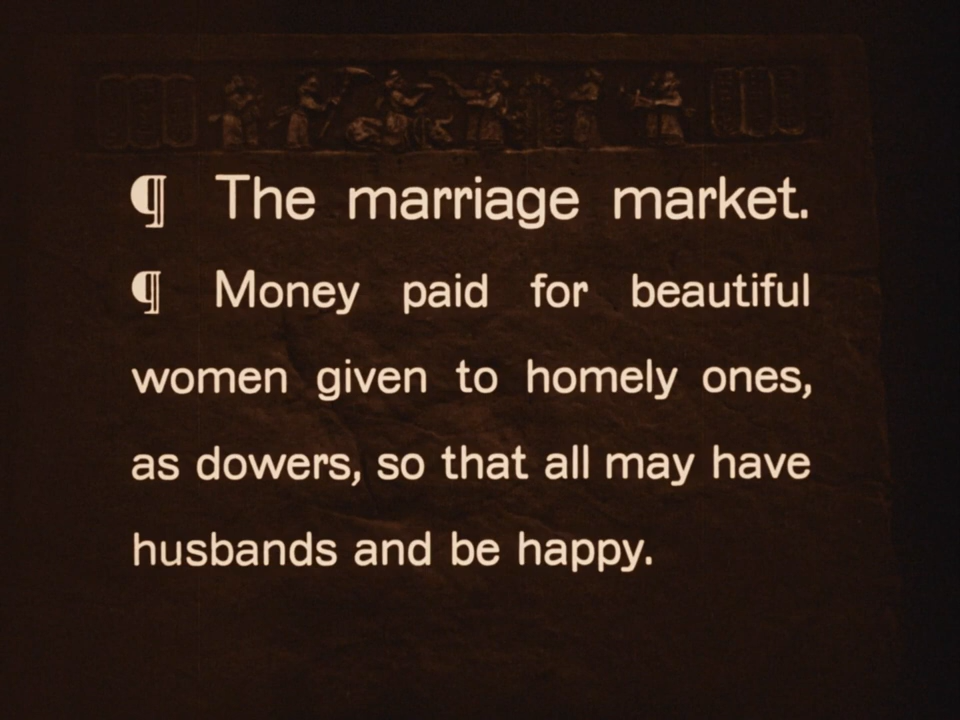 ¶ The marriage market.
¶ Money paid for beautiful
women given to homely ones,
as dowers, so that all may have
husbands and be happy.